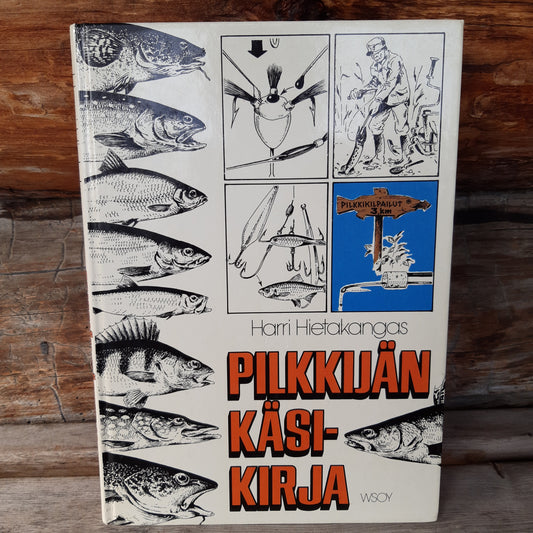 PILKKIKILPAILUT
3 km
Harri Hietakangas
PILKKIJÄN
KÄSI-
KIRJA
WSOY